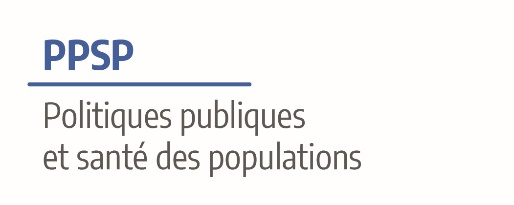 PPSP
Politiques publiques
et santé des populations